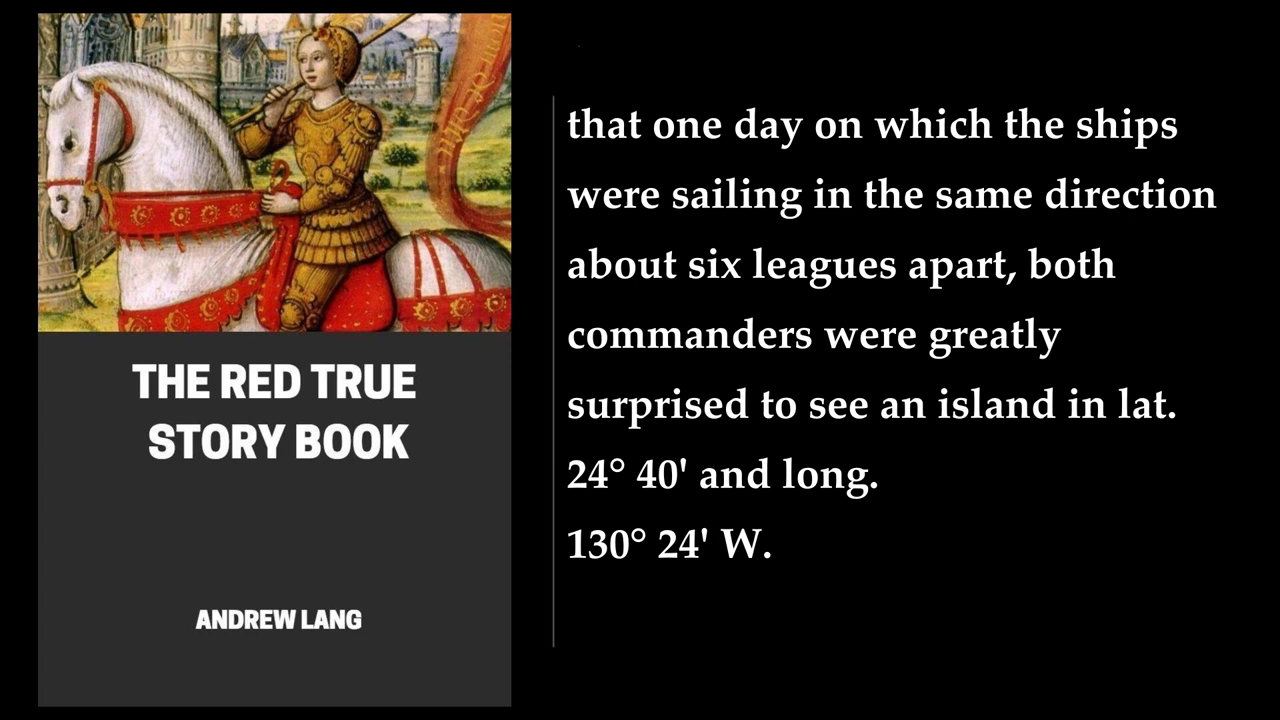 THE RED TRUE
STORY BOOK
ANDREW LANG
that one day on which the ships
were sailing in the same direction
about six leagues apart, both
commanders were greatly
surprised to see an island in lat.
24° 40' and long.
130° 24' W.